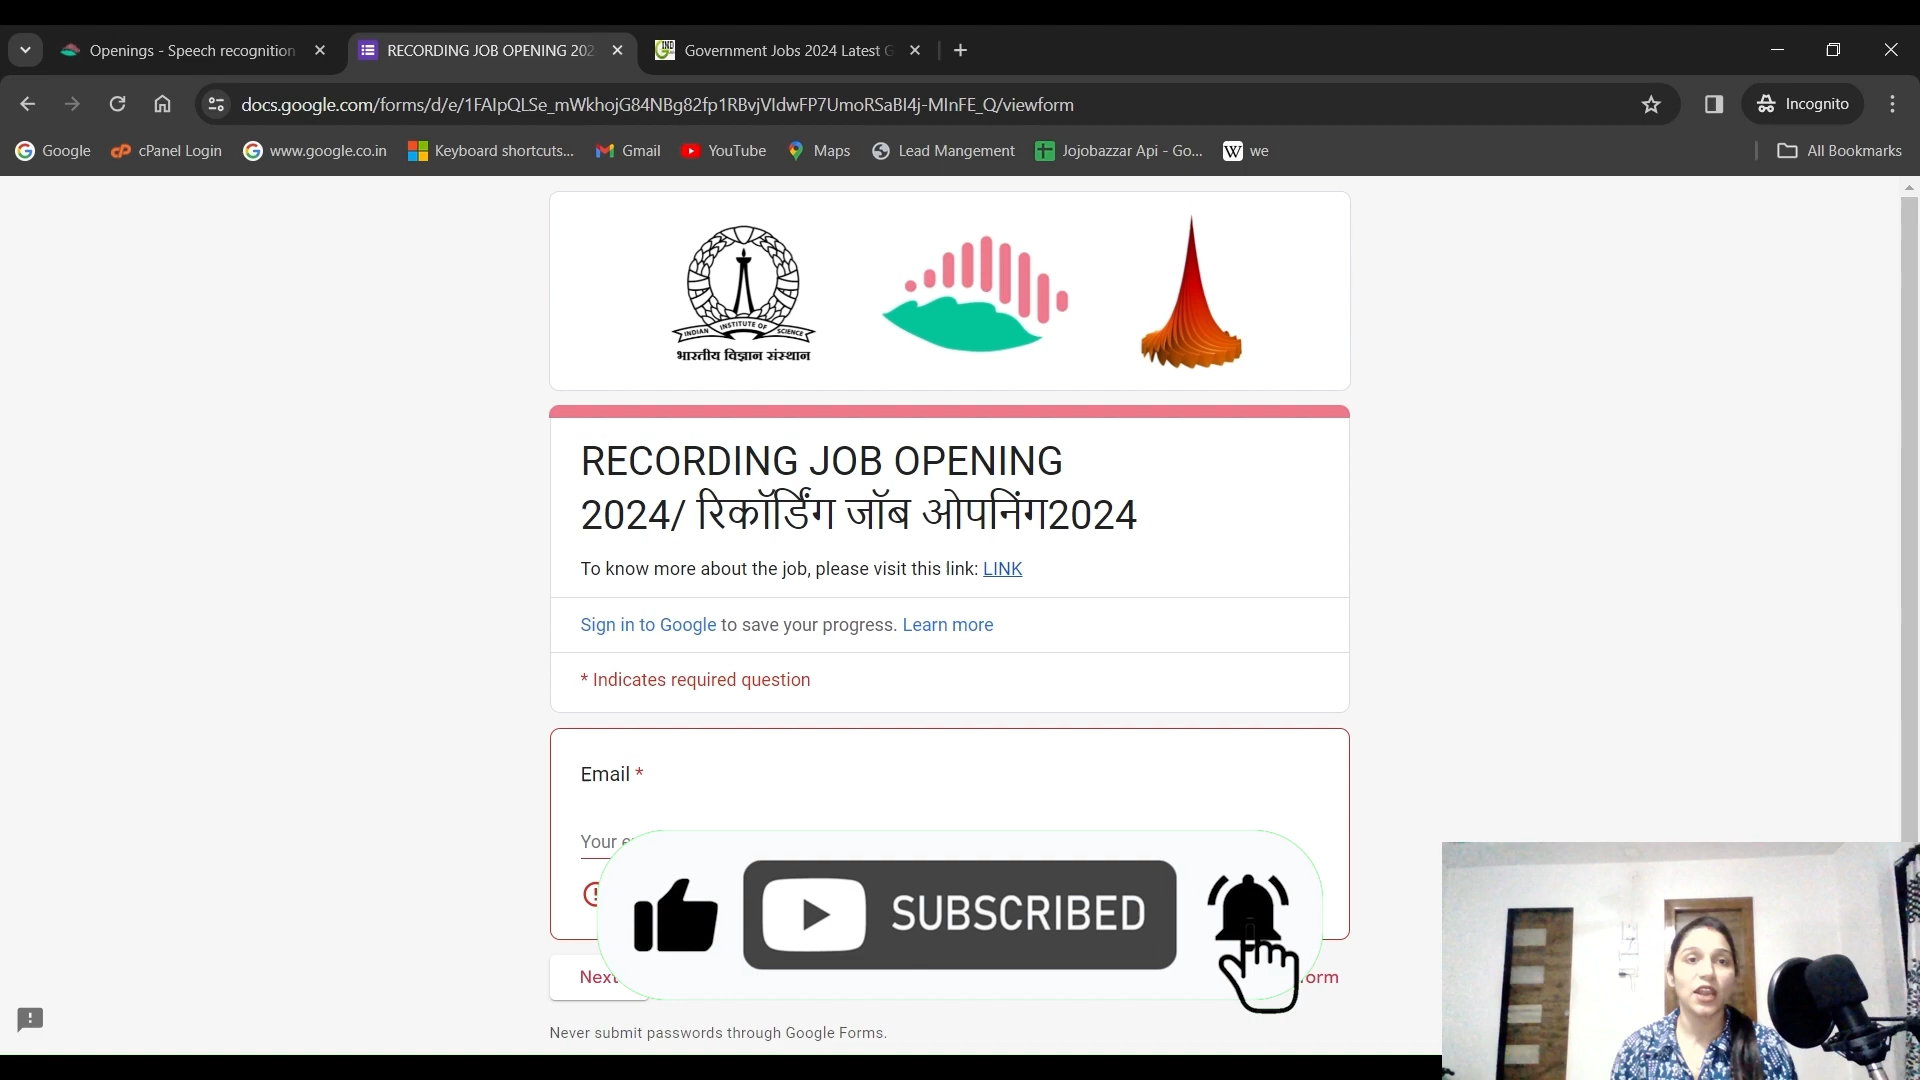 Openings - Speech recognition
RECORDING JOB OPENING 202
Government Jobs 2024 Latest G
docs.google.com/forms/d/e/1FAIpQLSe_mWkhojG84NBg82fp1RBvjVIdwFP7UmoRSaBI4j-MInFE_Q/viewform
Incognito
Google
cPanel Login
www.google.co.in
Keyboard shortcuts...
Gmail
YouTube
Maps
Lead Mangement
Jojobazzar Api - Go...
W we
All Bookmarks
INDIAN INSTITUTE OF SCIENCE
भारतीय विज्ञान संस्थान
RECORDING JOB OPENING
2024/ रिकॉर्डिंग जॉब ओपनिंग2024
To know more about the job, please visit this link: LINK
Sign in to Google to save your progress. Learn more
* Indicates required question
Email *
Your
SUBSCRIBED
Next
form
Never submit passwords through Google Forms.